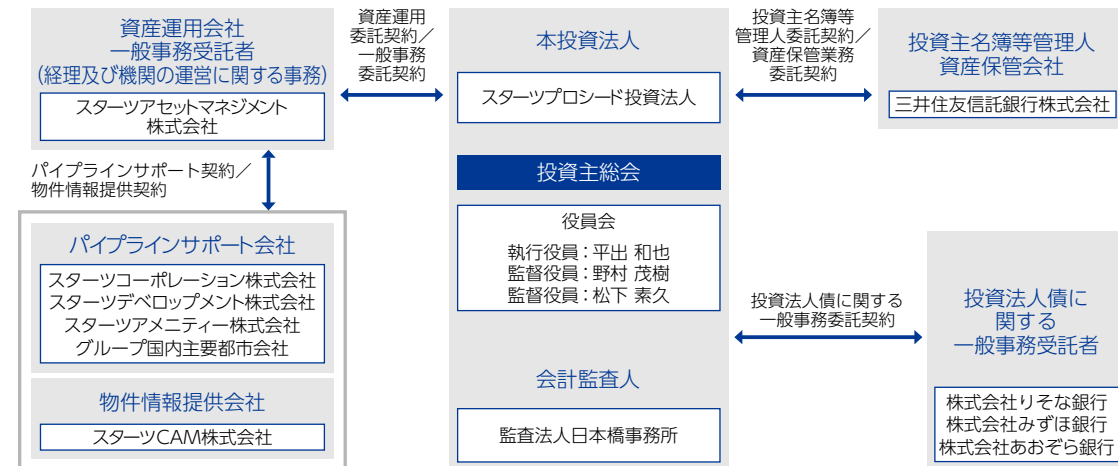 資産運用会社
一般事務受託者
(経理及び機関の運営に関する事務)
スターツアセットマネジメント
株式会社
資産運用
委託契約／
一般事務
委託契約
本投資法人
スターツプロシード投資法人
投資主名簿等
管理人委託契約／
資産保管業務
委託契約
投資主名簿等管理人
資産保管会社
三井住友信託銀行株式会社
パイプラインサポート契約／
物件情報提供契約
投資主総会
役員会
執行役員：平出 和也
監督役員：野村 茂樹
監督役員：松下 素久
パイプラインサポート会社
スターツコーポレーション株式会社
スターツデベロップメント株式会社
スターツアメニティー株式会社
グループ国内主要都市会社
物件情報提供会社
スターツCAM株式会社
会計監査人
監査法人日本橋事務所
投資法人債に関する
一般事務委託契約
投資法人債に
関する
一般事務受託者
株式会社りそな銀行
株式会社みずほ銀行
株式会社あおぞら銀行